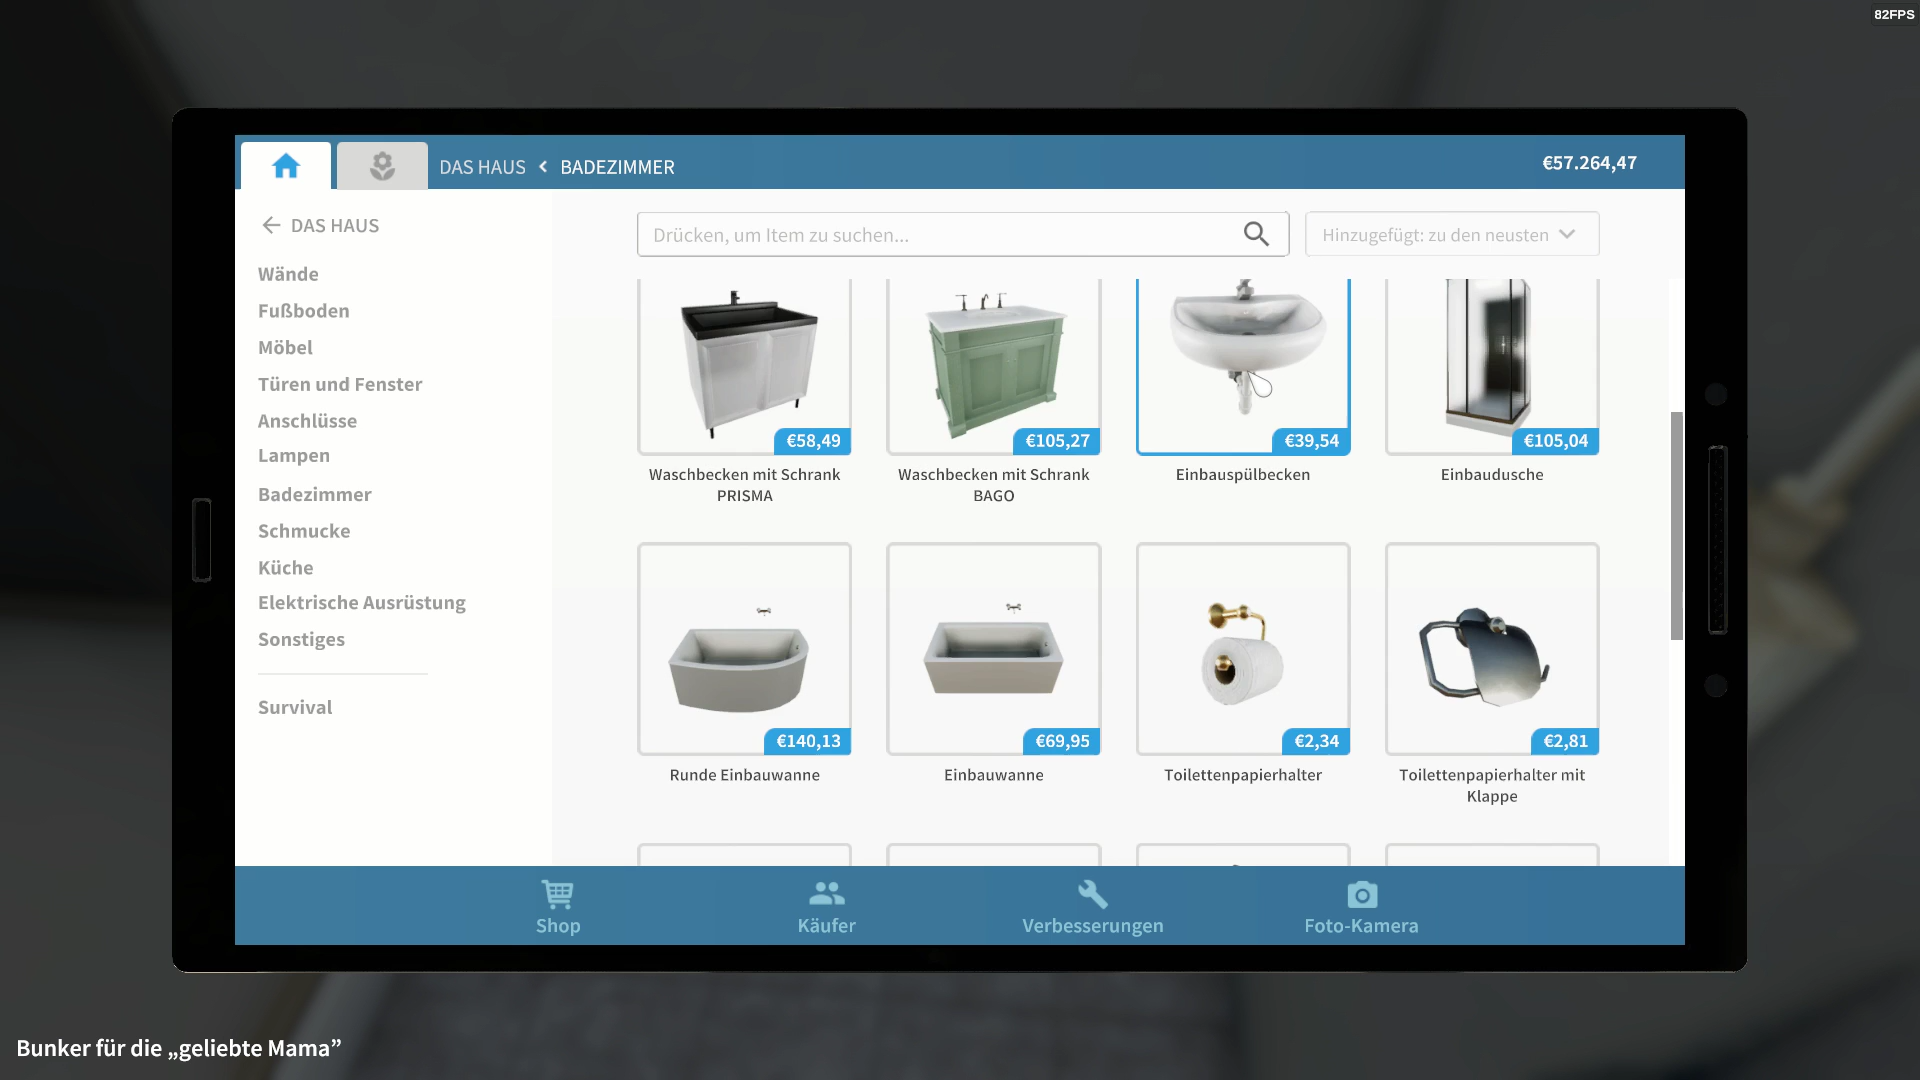 82FPS
DAS HAUS < BADEZIMMER
€57.264,47
DAS HAUS
Drücken, um Item zu suchen...
Hinzugefügt: zu den neusten
Wände
Fußboden
Möbel
Türen und Fenster
Anschlüsse
Lampen
Badezimmer
Schmucke
Küche
Elektrische Ausrüstung
Sonstiges
Survival
€58,49
€105,27
€39,54
€105,04
Waschbecken mit Schrank
PRISMA
Waschbecken mit Schrank
BAGO
Einbauspülbecken
Einbaudusche
€140,13
€69,95
€2,34
€2,81
Runde Einbauwanne
Einbauwanne
Toilettenpapierhalter
Toilettenpapierhalter mit
Klappe
Shop
Käufer
Verbesserungen
Foto-Kamera
Bunker für die „geliebte Mama”